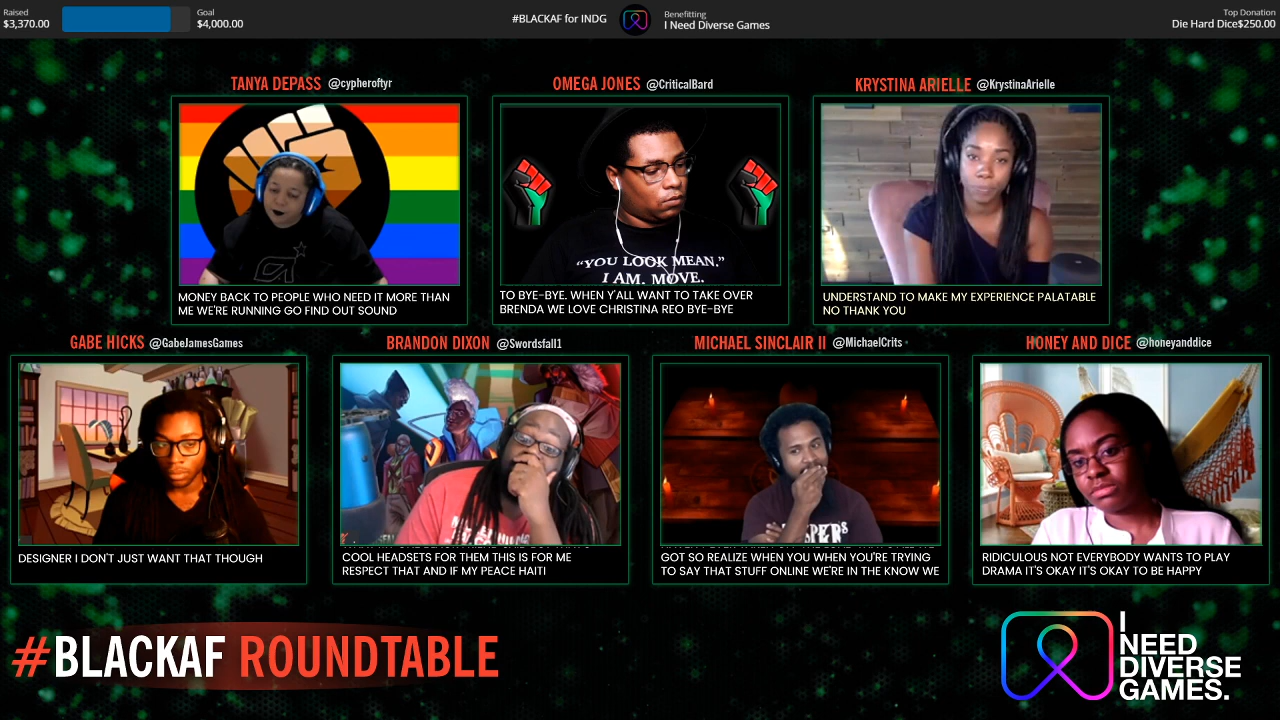 Raised
$3,370.00
Goal
$4,000.00
#BLACKAF for INDG
Benefitting
I Need Diverse Games
Top Donation
Die Hard Dice$250.00
TANYA DEPASS @cypheroftyr
OMEGA JONES @CriticalBard
KRYSTINA ARIELLE @KrystinaArielle
"YOU LOOK MEAN."
I AM. MOVE.
MONEY BACK TO PEOPLE WHO NEED IT MORE THAN
ME WE'RE RUNNING GO FIND OUT SOUND
TO BYE-BYE. WHEN Y'ALL WANT TO TAKE OVER
BRENDA WE LOVE CHRISTINA REO BYE-BYE
UNDERSTAND TO MAKE MY EXPERIENCE PALATABLE
NO THANK YOU
GABE HICKS @GabeJamesGames
BRANDON DIXON @Swordsfall1
MICHAEL SINCLAIR II @MichaelCrits
HONEY AND DICE @honeyanddice
DESIGNER I DON'T JUST WANT THAT THOUGH
COOL HEADSETS FOR THEM THIS IS FOR ME
RESPECT THAT AND IF MY PEACE HAITI
GOT SO REALIZE WHEN YOU WHEN YOU'RE TRYING
TO SAY THAT STUFF ONLINE WE'RE IN THE KNOW WE
RIDICULOUS NOT EVERYBODY WANTS TO PLAY
DRAMA IT'S OKAY IT'S OKAY TO BE HAPPY
#BLACKAF ROUNDTABLE
I
NEED
DIVERSE
GAMES.